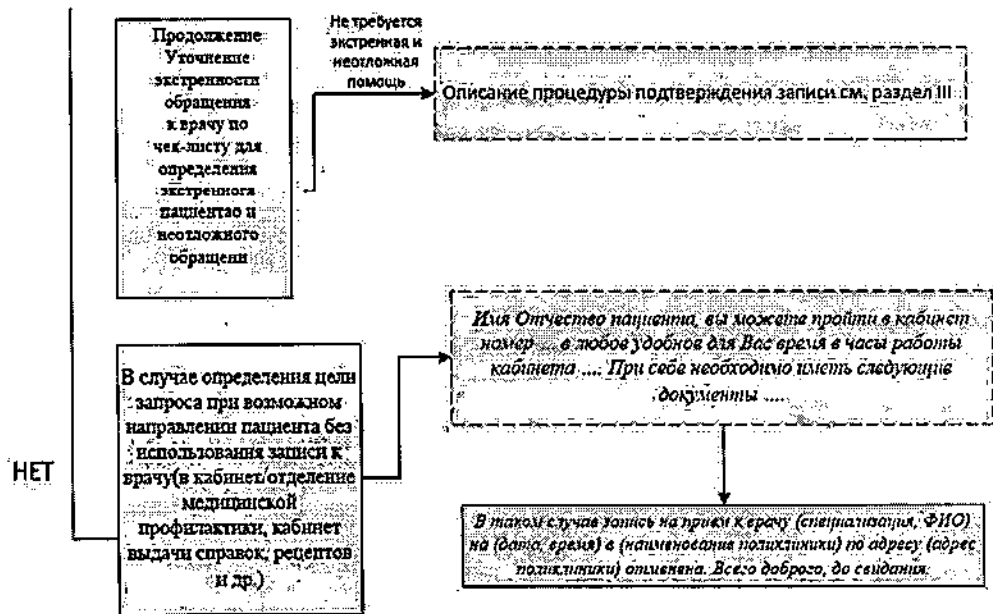 Продолжение
Уточнение
экстренности
обращения
к врачу по
чек-листу для
определения
экстренного
пациентао и
неотложного
обращени
Не требуется
экстренная и
неотложная
помощь
Описание процедуры подтверждения записи см. раздел III
НЕТ
В случае определения цели
запроса при возможном
направлении пациента без
использования записи к
врачу(в кабинет/отделение
медицинской
профилактики, кабинет
выдачи справок, рецептов
и др.)
Имя Отчество пациента, вы можете пройти в кабинет
номер ... в любое удобное для Вас время в часы работы
кабинета .... При себе необходимо иметь следующие
документы ....
В таком случае запись на прием к врачу (специализация, ФИО)
на (дата, время) в (наименование поликлиники) по адресу (адрес
поликлиники) отменена. Всего доброго, до свидания.